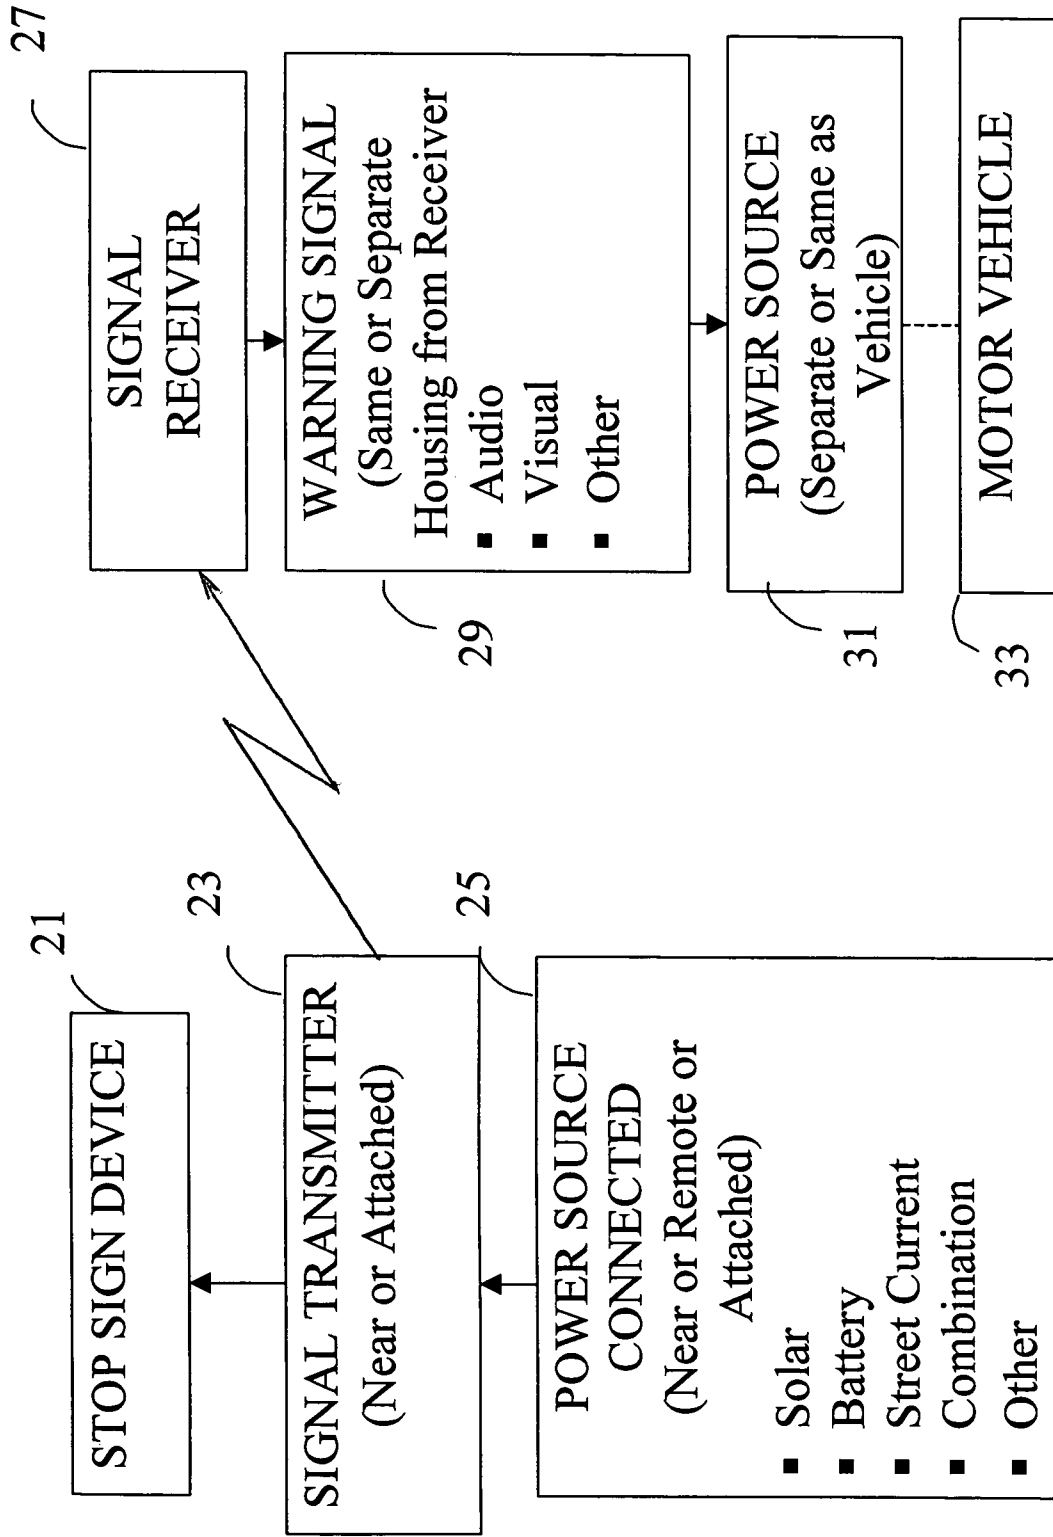 21
STOP SIGN DEVICE
23
SIGNAL TRANSMITTER
(Near or Attached)
25
POWER SOURCE
CONNECTED
(Near or Remote or
Attached)
▪ Solar
▪ Battery
▪ Street Current
▪ Combination
▪ Other
27
SIGNAL
RECEIVER
29
WARNING SIGNAL
(Same or Separate
Housing from Receiver
▪ Audio
▪ Visual
▪ Other
31
POWER SOURCE
(Separate or Same as
Vehicle)
33
MOTOR VEHICLE